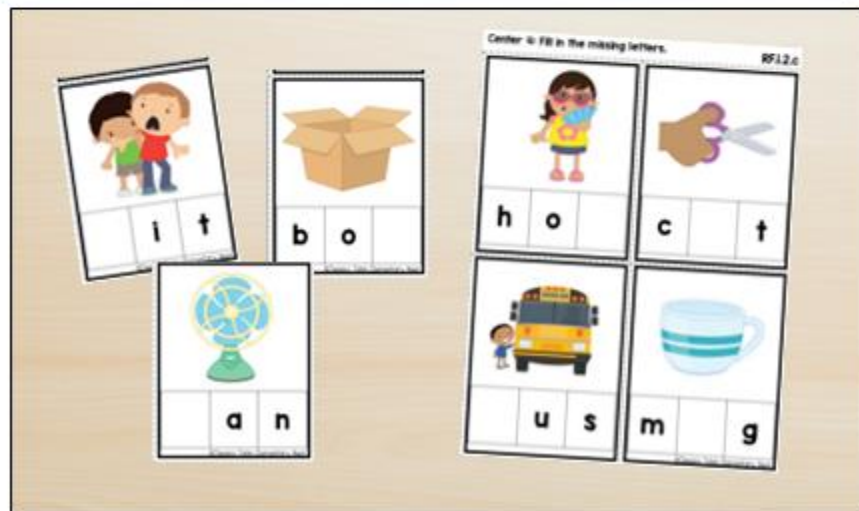 i t
b o
a n
Center 4: Fill in the missing letters.
RF.1.2.c
h o
c t
u s
m g